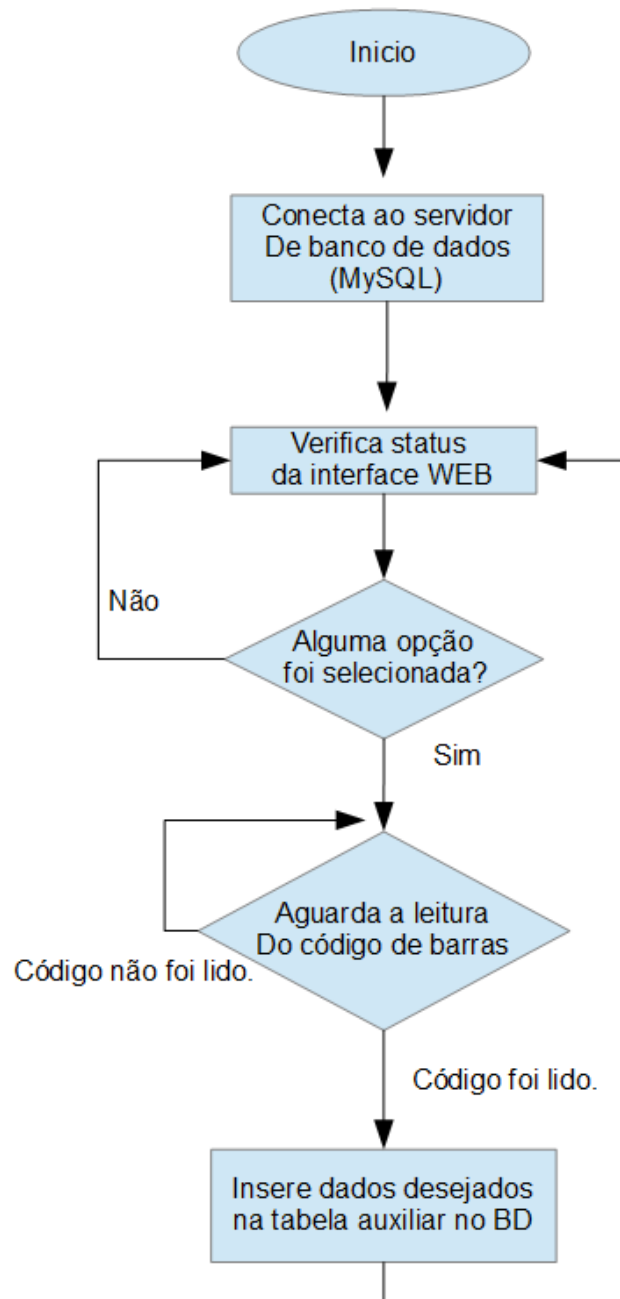 Inicio
Conecta ao servidor
De banco de dados
(MySQL)
Verifica status
da interface WEB
Não
Alguma opção
foi selecionada?
Sim
Aguarda a leitura
Do código de barras
Código não foi lido.
Código foi lido.
Insere dados desejados
na tabela auxiliar no BD